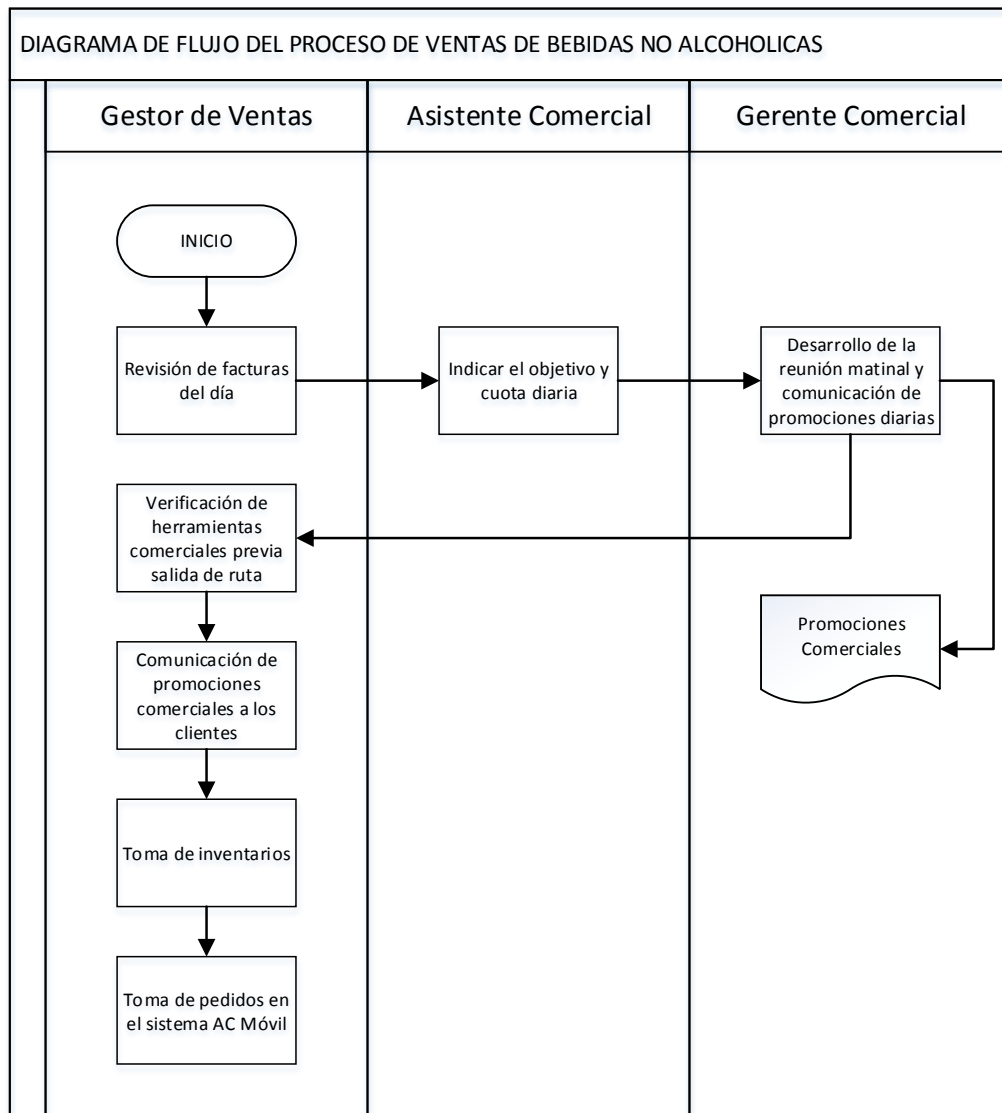 DIAGRAMA DE FLUJO DEL PROCESO DE VENTAS DE BEBIDAS NO ALCOHOLICAS
Gestor de Ventas
Asistente Comercial
Gerente Comercial
INICIO
Revisión de facturas
del día
Indicar el objetivo y
cuota diaria
Desarrollo de la
reunión matinal y
comunicación de
promociones diarias
Verificación de
herramientas
comerciales previa
salida de ruta
Promociones
Comerciales
Comunicación de
promociones
comerciales a los
clientes
Toma de inventarios
Toma de pedidos en
el sistema AC Móvil